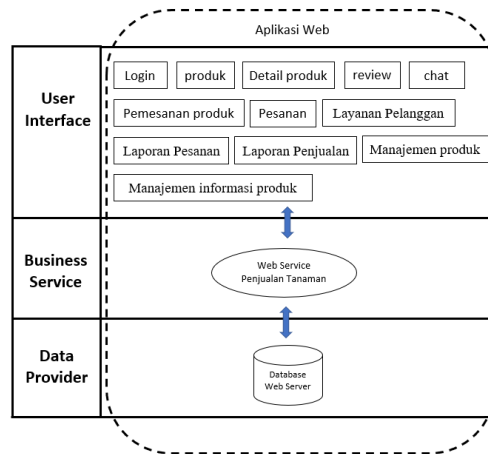 Aplikasi Web
User
Interface
Login produk Detail produk review chat
Pemesanan produk Pesanan Layanan Pelanggan
Laporan Pesanan Laporan Penjualan Manajemen produk
Manajemen informasi produk
Business
Service
Web Service
Penjualan Tanaman
Data
Provider
Database
Web Server